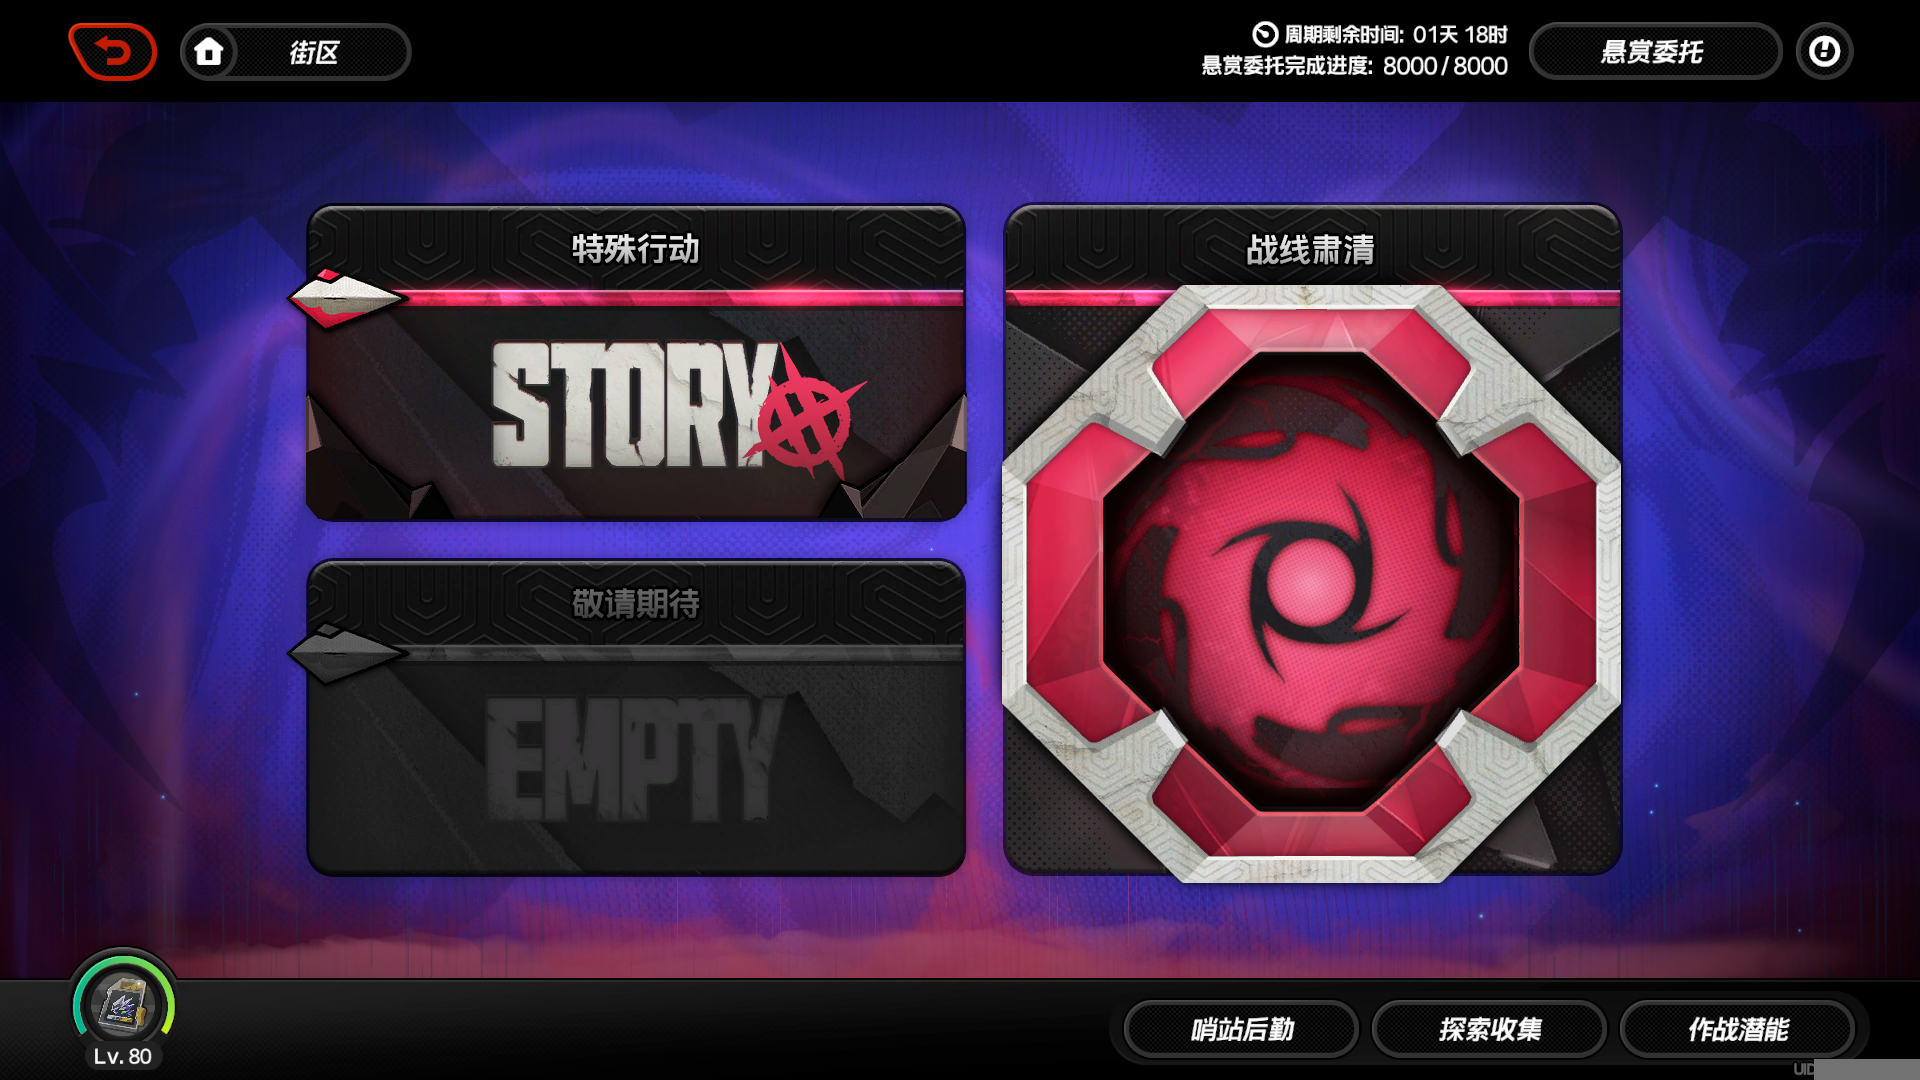 街区
周期剩余时间: 01天 18时
悬赏委托完成进度: 8000/8000
悬赏委托
特殊行动
STORY
战线肃清
敬请期待
EMPTY
Lv. 80
哨站后勤
探索收集
作战潜能
UID